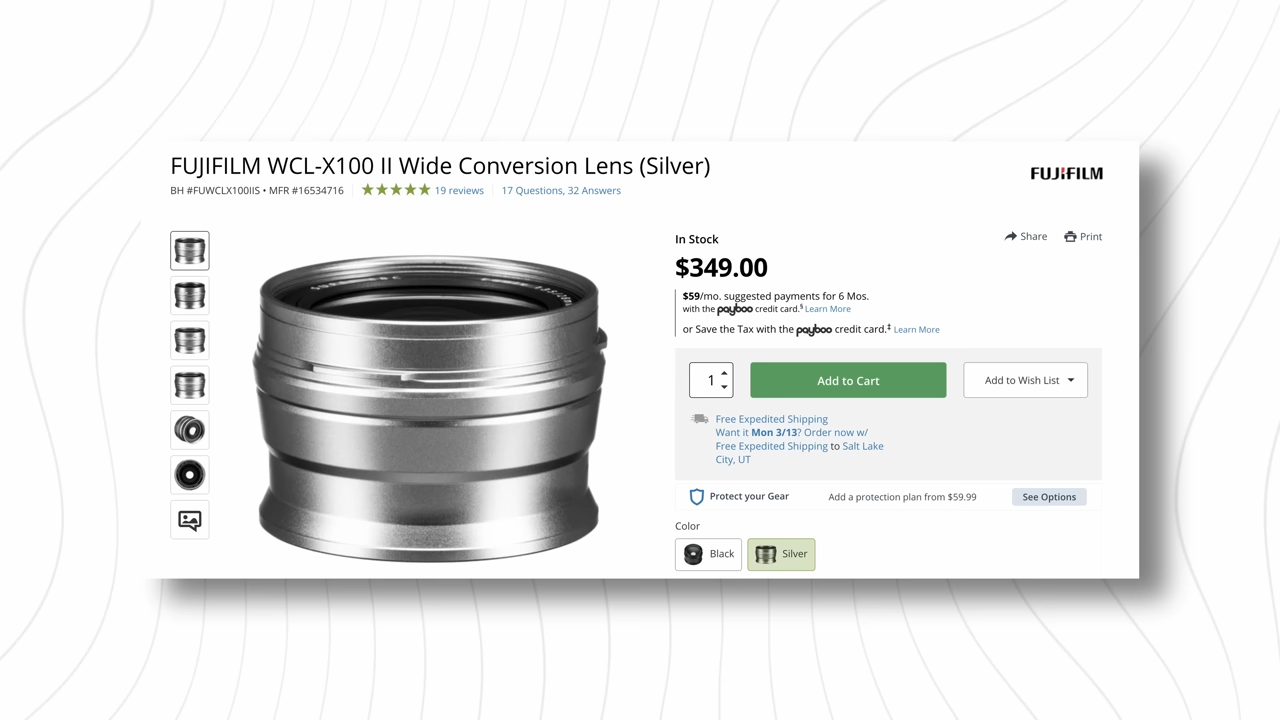 FUJIFILM WCL-X100 II Wide Conversion Lens (Silver)
BH #FUWCLX100IIS • MFR #16534716 19 reviews 17 Questions, 32 Answers
FUJIFILM
In Stock
Share Print
$349.00
$59/mo. suggested payments for 6 Mos.
with the payboo credit card.§ Learn More
or Save the Tax with the payboo credit card.‡ Learn More
1 Add to Cart Add to Wish List
Free Expedited Shipping
Want it Mon 3/13? Order now w/
Free Expedited Shipping to Salt Lake
City, UT
Protect your Gear Add a protection plan from $59.99 See Options
Color
Black Silver